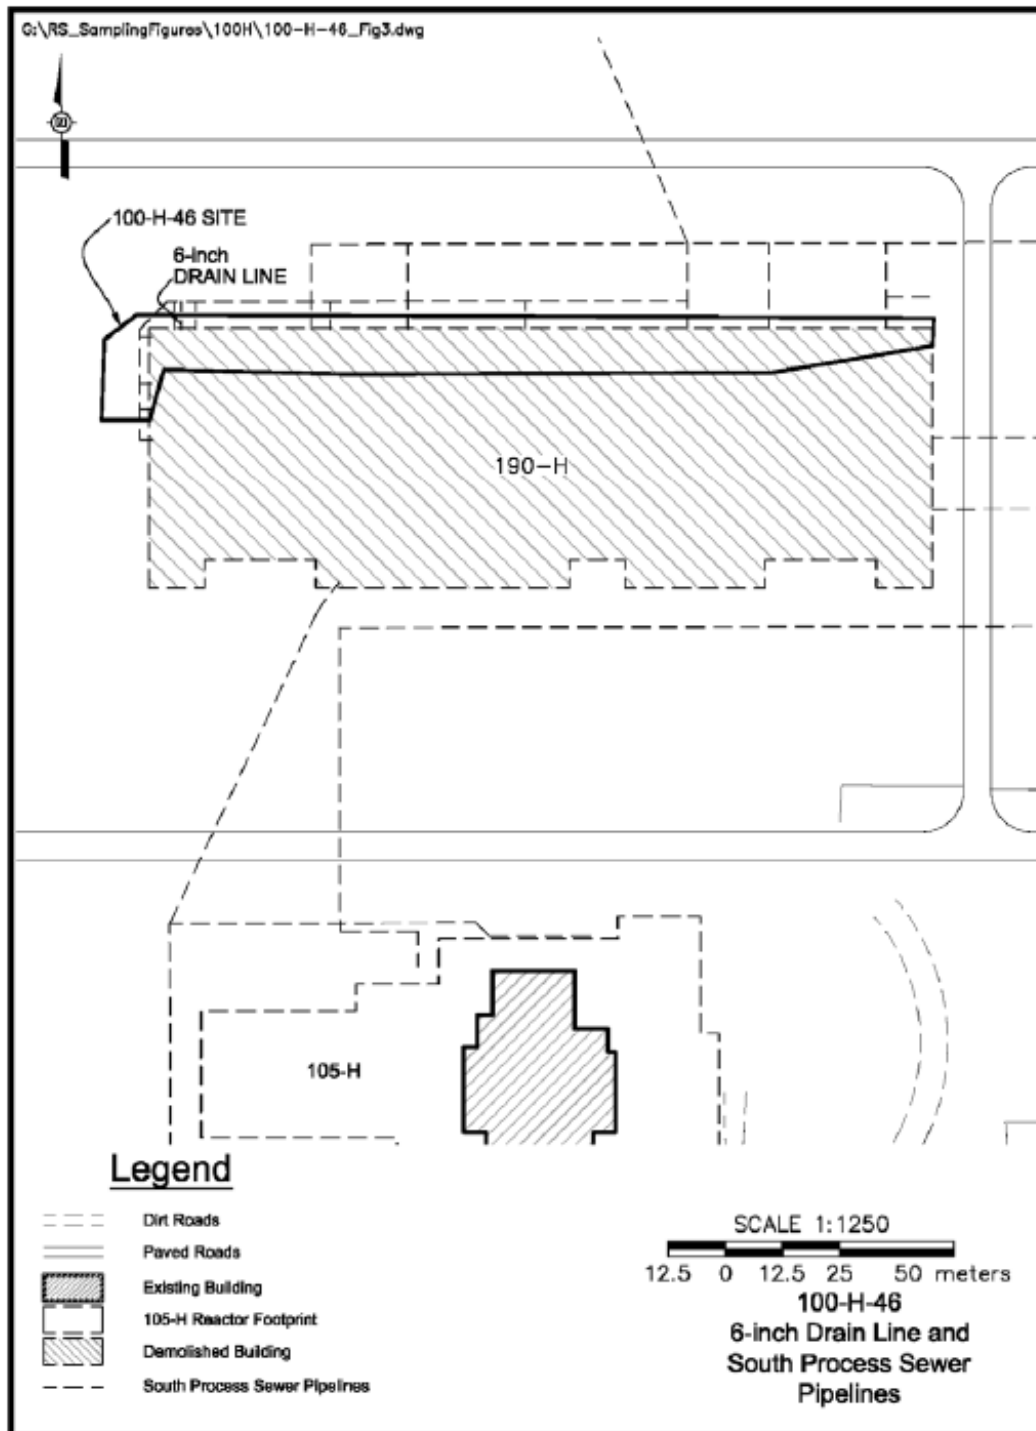 G:\RS_SamplingFigures\100H\100-H-46_Fig3.dwg
100-H-46 SITE
6-inch
DRAIN LINE
190-H
105-H
Legend
Dirt Roads
Paved Roads
Existing Building
105-H Reactor Footprint
Demolished Building
South Process Sewer Pipelines
SCALE 1:1250
12.5 0 12.5 25 50 meters
100-H-46
6-inch Drain Line and
South Process Sewer
Pipelines